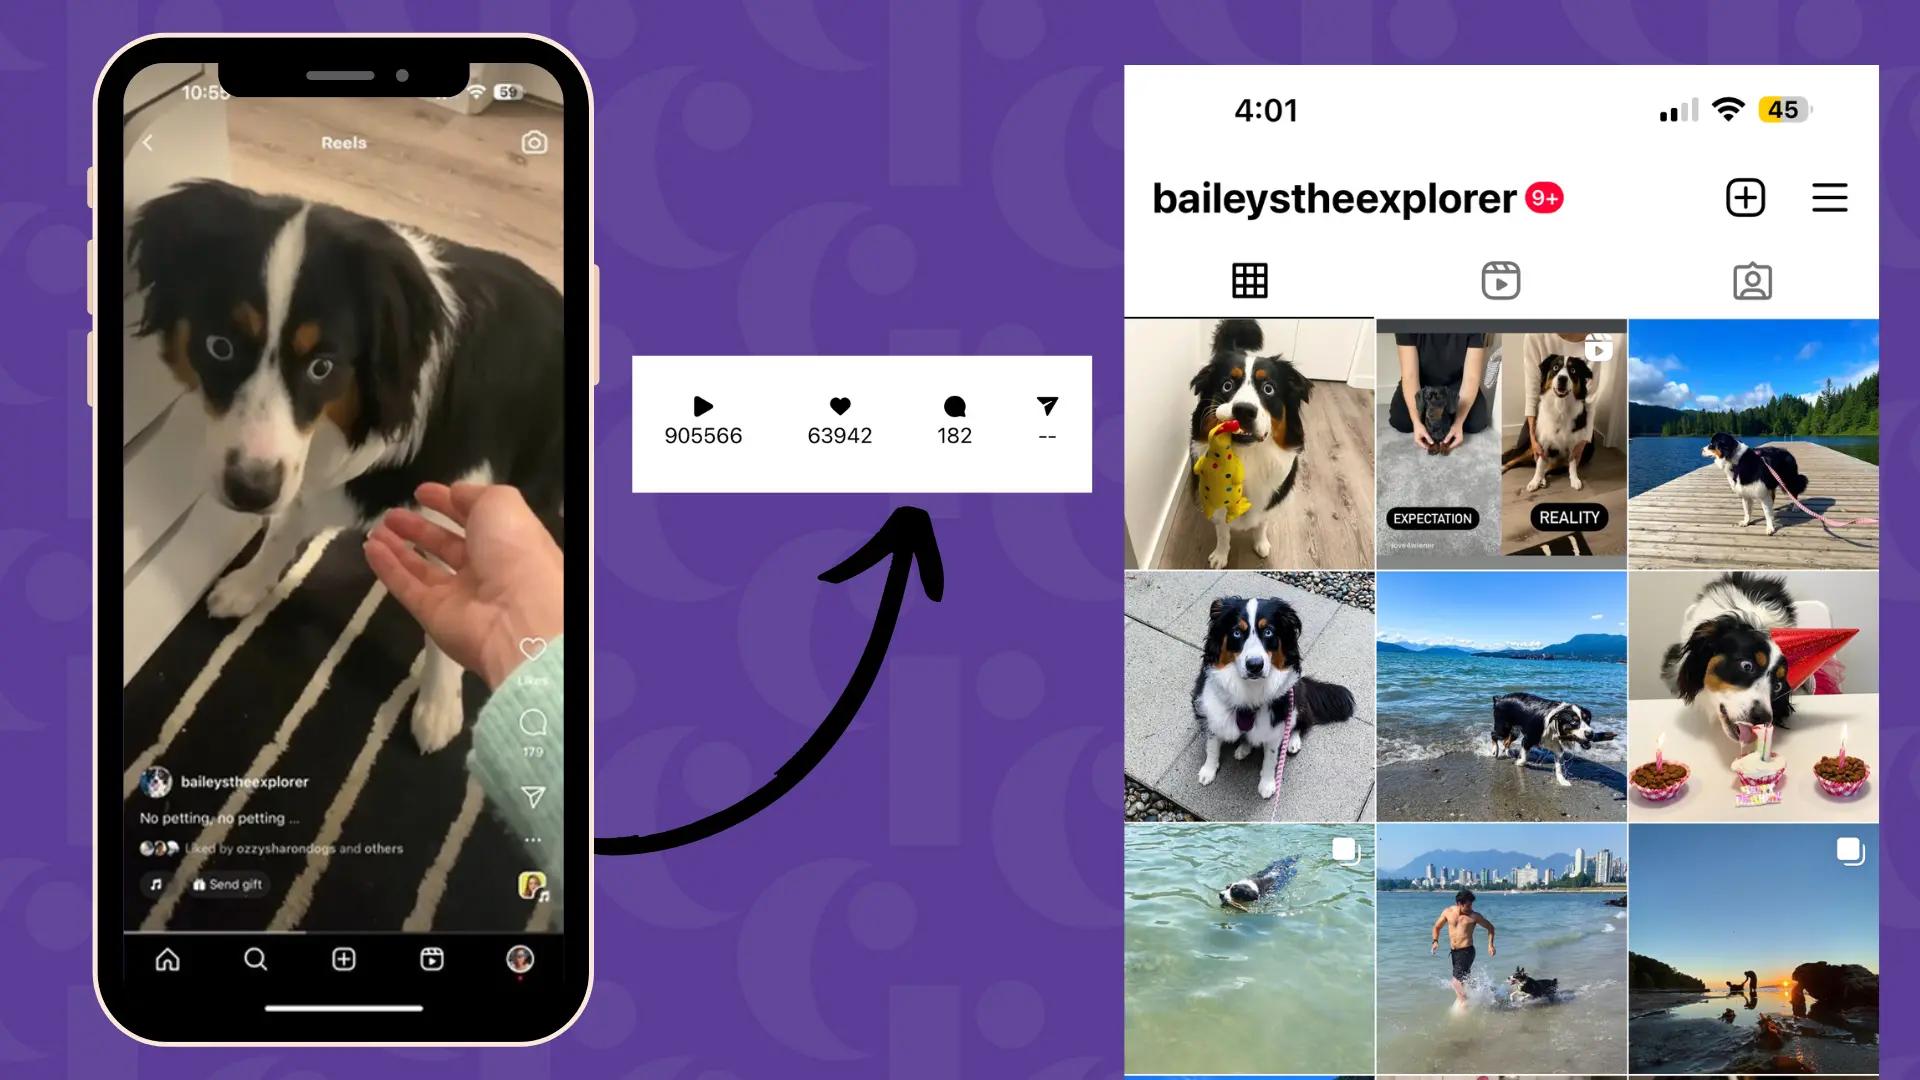 10:55
59
Reels
Likes
179
baileystheexplorer
No petting, no petting ...
Liked by ozzysharondogs and others
Send gift
905566 63942 182 --
4:01
45
baileystheexplorer 9+
EXPECTATION
REALITY
love4wiener